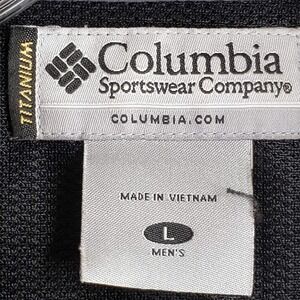 TITANIUM
Columbia
Sportswear Company®
COLUMBIA.COM
MADE IN VIETNAM
L
MEN'S